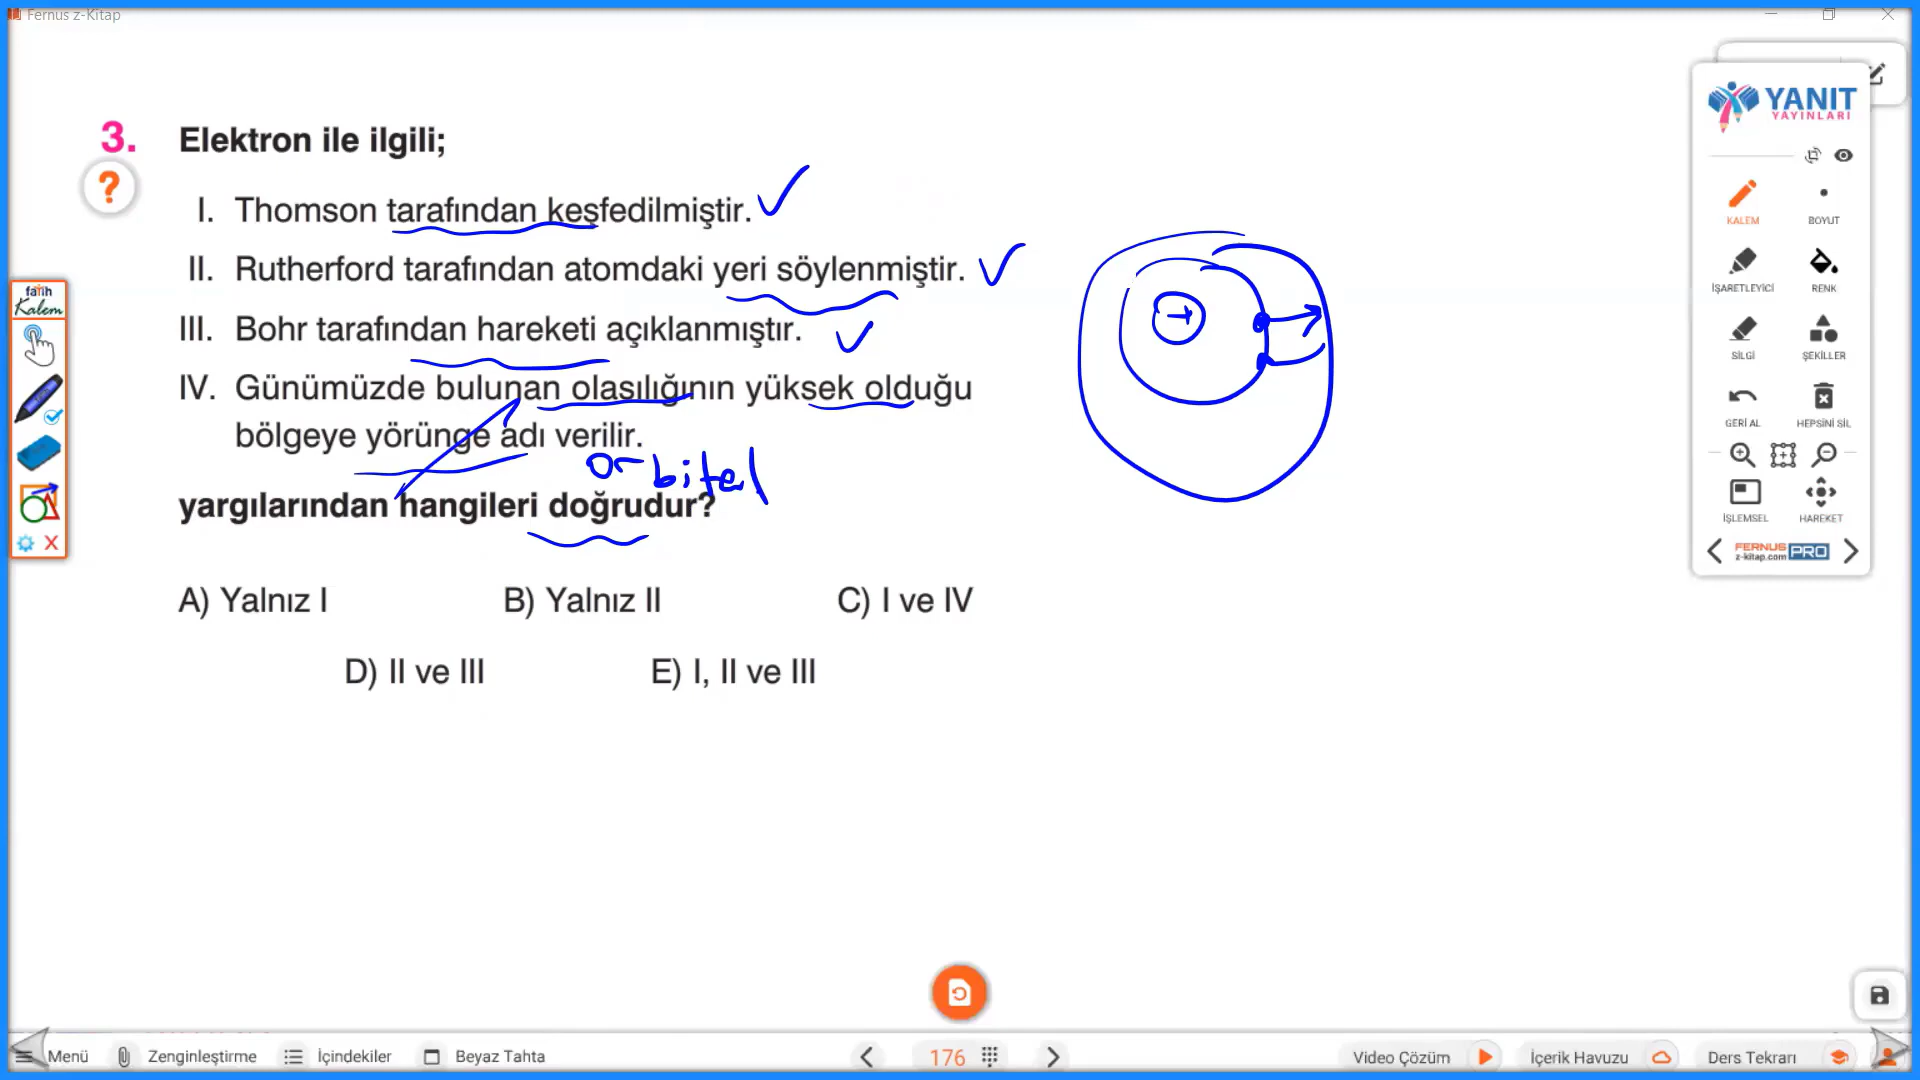 Fernus z-Kitap
3. Elektron ile ilgili;
I. Thomson tarafından keşfedilmiştir.
II. Rutherford tarafından atomdaki yeri söylenmiştir.
III. Bohr tarafından hareketi açıklanmıştır.
IV. Günümüzde bulunan olasılığının yüksek olduğu
bölgeye yörünge adı verilir.
orbital
yargılarından hangileri doğrudur?
A) Yalnız I B) Yalnız II C) I ve IV
D) II ve III E) I, II ve III
+
fatih
Kalem
YANIT
YAYINLARI
KALEM BOYUT
İŞARETLEYİCİ RENK
SİLGİ ŞEKİLLER
GERİ AL HEPSİNİ SİL
İŞLEMSEL HAREKET
FERNUS PRO
z-kitap.com
Menü Zenginleştirme İçindekiler Beyaz Tahta 176 Video Çözüm İçerik Havuzu Ders Tekrarı